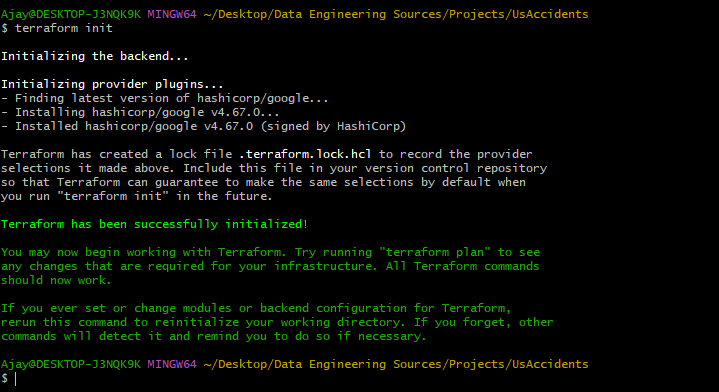 Ajay@DESKTOP-J3NQK9K MINGW64 ~/Desktop/Data Engineering Sources/Projects/UsAccidents
$ terraform init
Initializing the backend...
Initializing provider plugins...
- Finding latest version of hashicorp/google...
- Installing hashicorp/google v4.67.0...
- Installed hashicorp/google v4.67.0 (signed by HashiCorp)
Terraform has created a lock file .terraform.lock.hcl to record the provider
selections it made above. Include this file in your version control repository
so that Terraform can guarantee to make the same selections by default when
you run "terraform init" in the future.
Terraform has been successfully initialized!
You may now begin working with Terraform. Try running "terraform plan" to see
any changes that are required for your infrastructure. All Terraform commands
should now work.
If you ever set or change modules or backend configuration for Terraform,
rerun this command to reinitialize your working directory. If you forget, other
commands will detect it and remind you to do so if necessary.
Ajay@DESKTOP-J3NQK9K MINGW64 ~/Desktop/Data Engineering Sources/Projects/UsAccidents
$